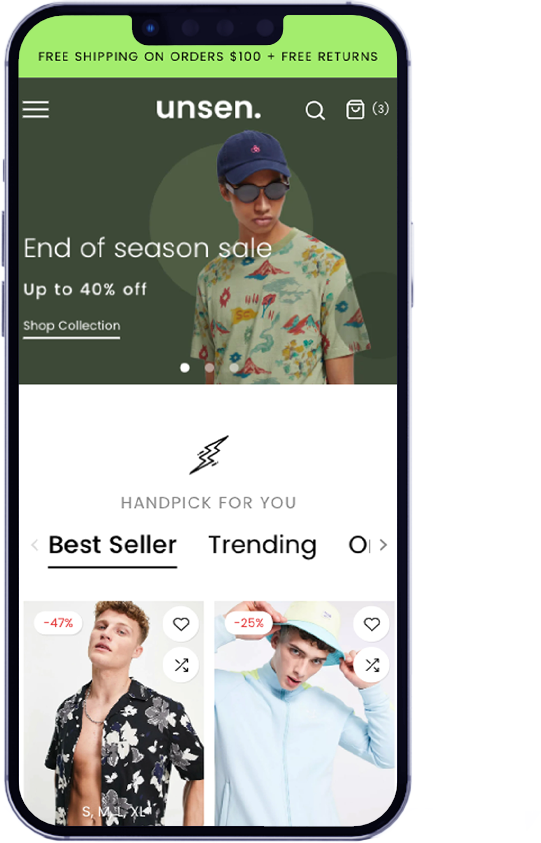 FREE SHIPPING ON ORDERS $100 + FREE RETURNS
unsen.
(3)
End of season sale
Up to 40% off
Shop Collection
HANDPICK FOR YOU
Best Seller
Trending
-47%
-25%
S, M, L, XL